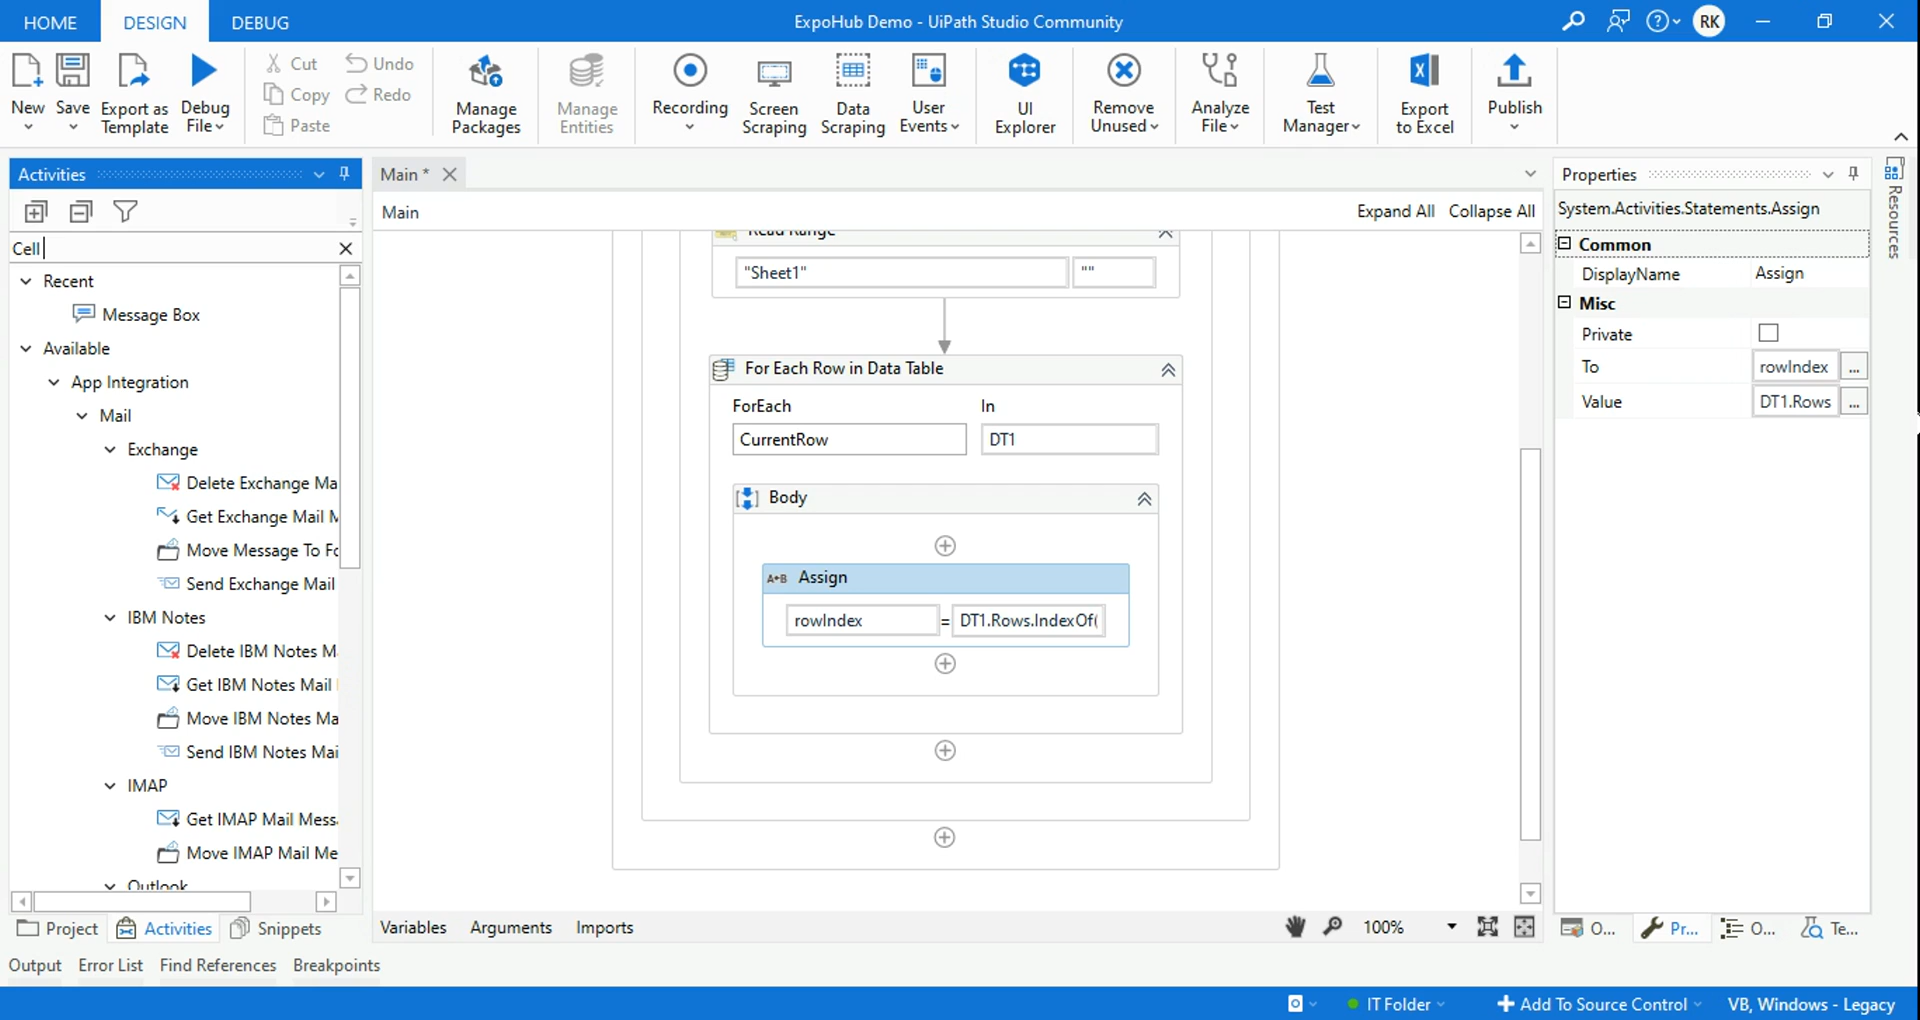 HOME DESIGN DEBUG
ExpoHub Demo - UiPath Studio Community
RK
New
Save
Export as
Template
Debug
File
Cut
Copy
Paste
Undo
Redo
Manage
Packages
Manage
Entities
Recording
Screen
Scraping
Data
Scraping
User
Events
UI
Explorer
Remove
Unused
Analyze
File
Test
Manager
Export
to Excel
Publish
Activities
Cell
Recent
Message Box
Available
App Integration
Mail
Exchange
Delete Exchange Ma
Get Exchange Mail M
Move Message To Fo
Send Exchange Mail
IBM Notes
Delete IBM Notes M
Get IBM Notes Mail
Move IBM Notes Ma
Send IBM Notes Mai
IMAP
Get IMAP Mail Mess
Move IMAP Mail Me
Outlook
Project Activities Snippets
Main *
Main
Expand All Collapse All
Read Range
"Sheet1" ""
For Each Row in Data Table
ForEach In
CurrentRow DT1
Body
A+B Assign
rowIndex = DT1.Rows.IndexOf(
Variables Arguments Imports
100%
Properties
System.Activities.Statements.Assign
Common
DisplayName Assign
Misc
Private
To rowIndex ...
Value DT1.Rows ...
O... Pr... O... Te...
Resources
Output Error List Find References Breakpoints
IT Folder Add To Source Control VB, Windows - Legacy